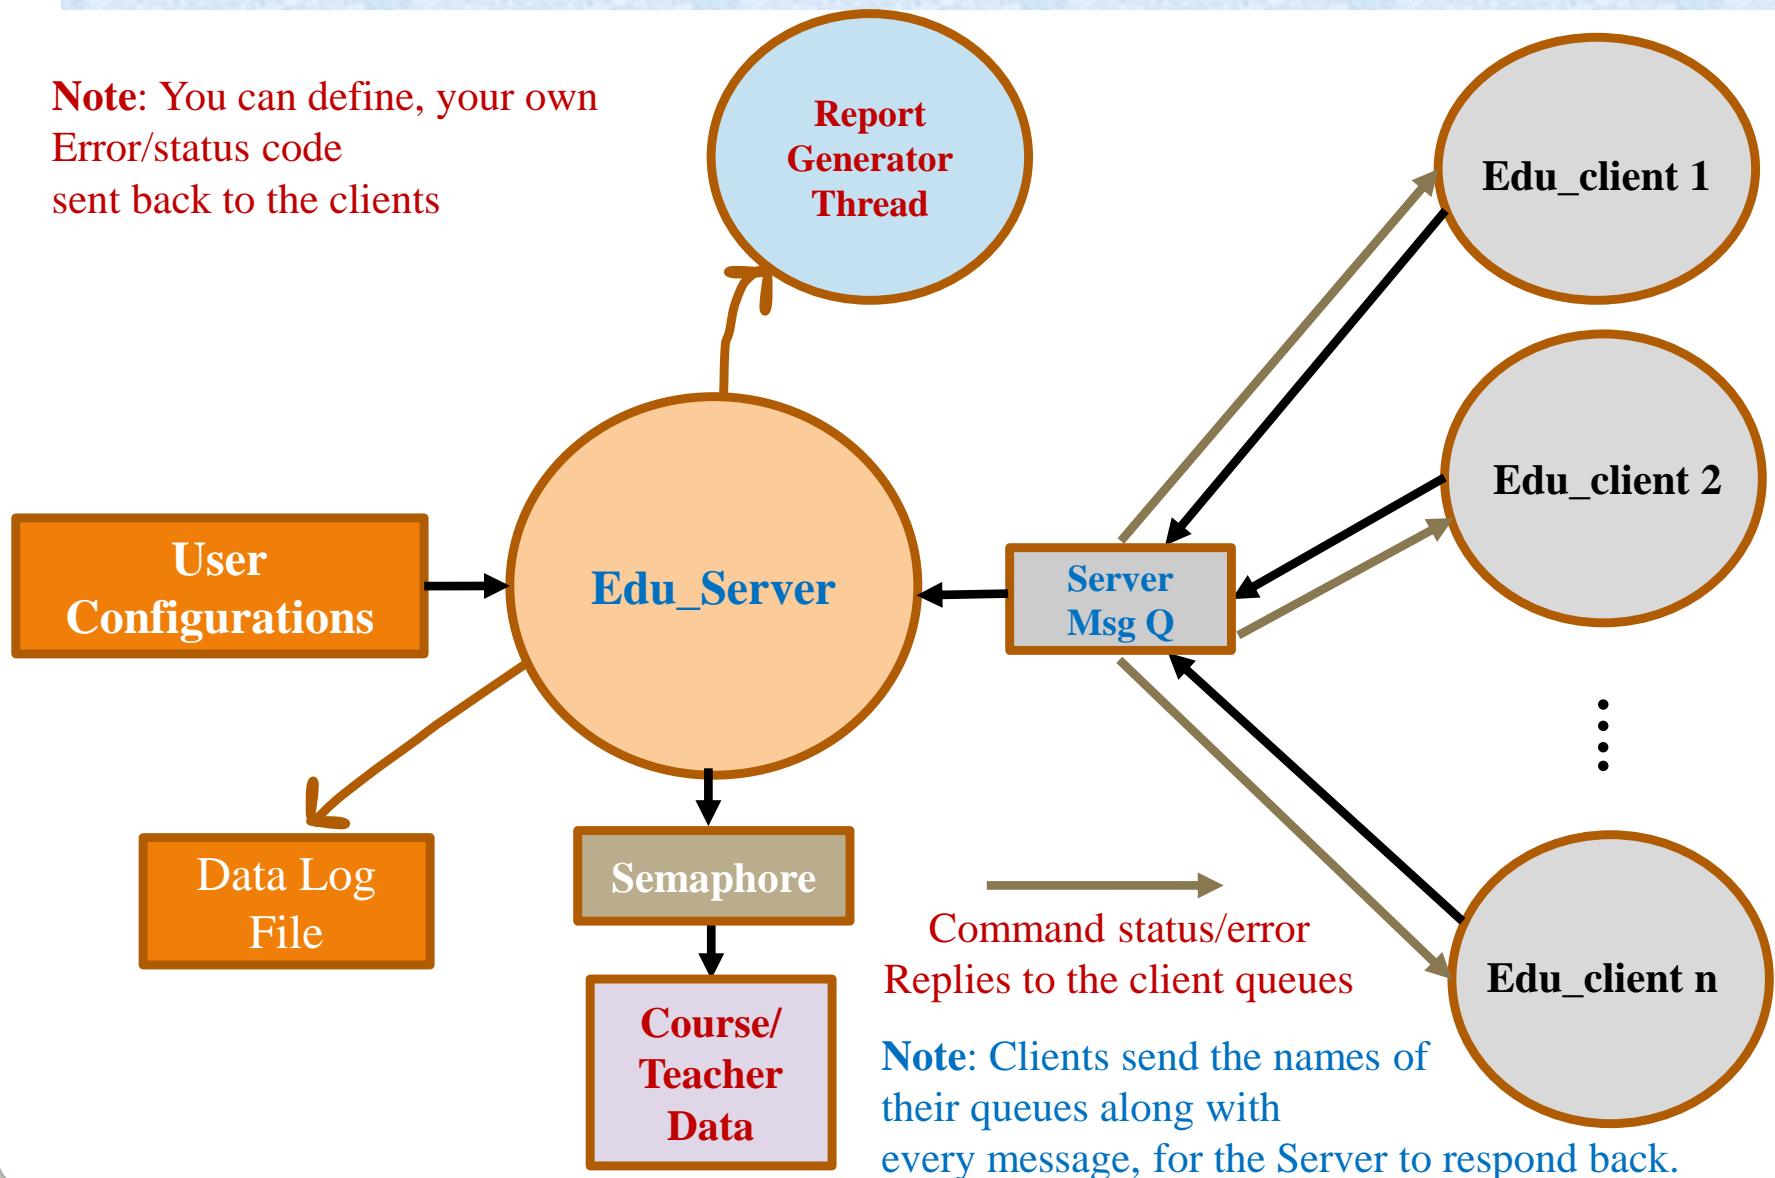 Note: You can define, your own
Error/status code
sent back to the clients
Report
Generator
Thread
Edu_client 1
Edu_client 2
User
Configurations
Edu_Server
Server
Msg Q
Data Log
File
Semaphore
Command status/error
Replies to the client queues
Edu_client n
Course/
Teacher
Data
Note: Clients send the names of
their queues along with
every message, for the Server to respond back.